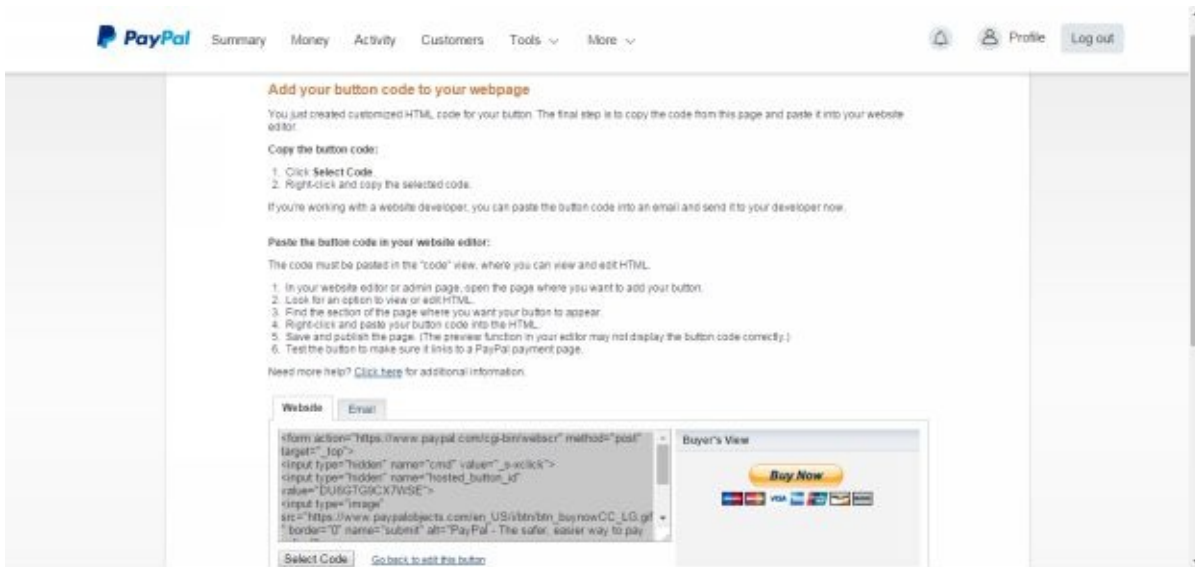 PayPal Summary Money Activity Customers Tools More Profile Log out
Add your button code to your webpage
You just created customized HTML code for your button. The final step is to copy the code from this page and paste it into your website
editor.
Copy the button code:
1. Click Select Code.
2. Right-click and copy the selected code.
If you're working with a website developer, you can paste the button code into an email and send it to your developer now.
Paste the button code in your website editor:
The code must be pasted in the "code" view, where you can view and edit HTML.
1. In your website editor or admin page, open the page where you want to add your button.
2. Look for an option to view or edit HTML.
3. Find the section of the page where you want your button to appear.
4. Right-click and paste your button code into the HTML.
5. Save and publish the page. (The preview function in your editor may not display the button code correctly.)
6. Test the button to make sure it links to a PayPal payment page.
Need more help? Click here for additional information.
Website Email
<form action="https://www.paypal.com/cgi-bin/webscr" method="post"
target="_top">
<input type="hidden" name="cmd" value="_s-xclick">
<input type="hidden" name="hosted_button_id"
value="DU6GTG9CX7WSE">
<input type="image"
src="https://www.paypalobjects.com/en_US/i/btn/btn_buynowCC_LG.gif
" border="0" name="submit" alt="PayPal - The safer, easier way to pay
Select Code Go back to edit this button
Buyer's View
Buy Now
VISA